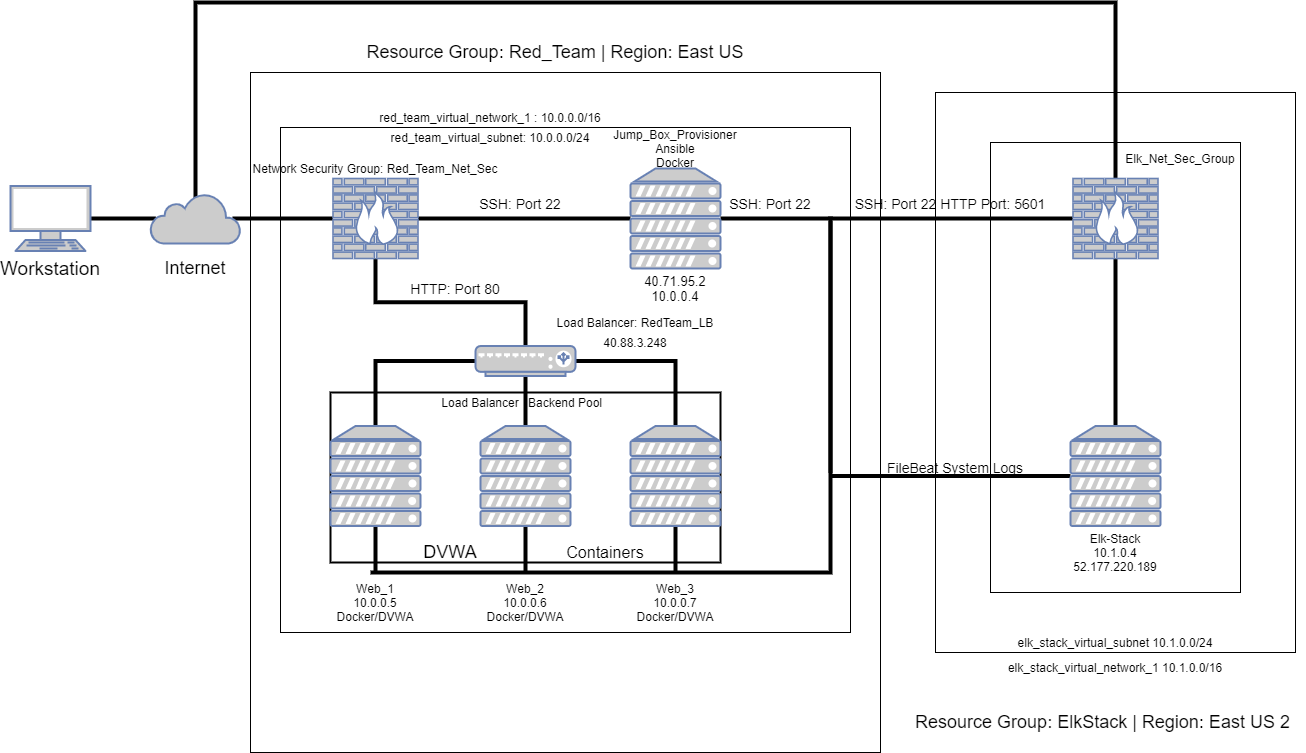 Resource Group: Red_Team | Region: East US
red_team_virtual_network_1 : 10.0.0.0/16
red_team_virtual_subnet: 10.0.0.0/24
Jump_Box_Provisioner
Ansible
Docker
Network Security Group: Red_Team_Net_Sec
Elk_Net_Sec_Group
SSH: Port 22
SSH: Port 22
SSH: Port 22 HTTP Port: 5601
Workstation
Internet
40.71.95.2
10.0.0.4
HTTP: Port 80
Load Balancer: RedTeam_LB
40.88.3.248
Load Balancer Backend Pool
FileBeat System Logs
DVWA Containers
Elk-Stack
10.1.0.4
52.177.220.189
Web_1
10.0.0.5
Docker/DVWA
Web_2
10.0.0.6
Docker/DVWA
Web_3
10.0.0.7
Docker/DVWA
elk_stack_virtual_subnet 10.1.0.0/24
elk_stack_virtual_network_1 10.1.0.0/16
Resource Group: ElkStack | Region: East US 2